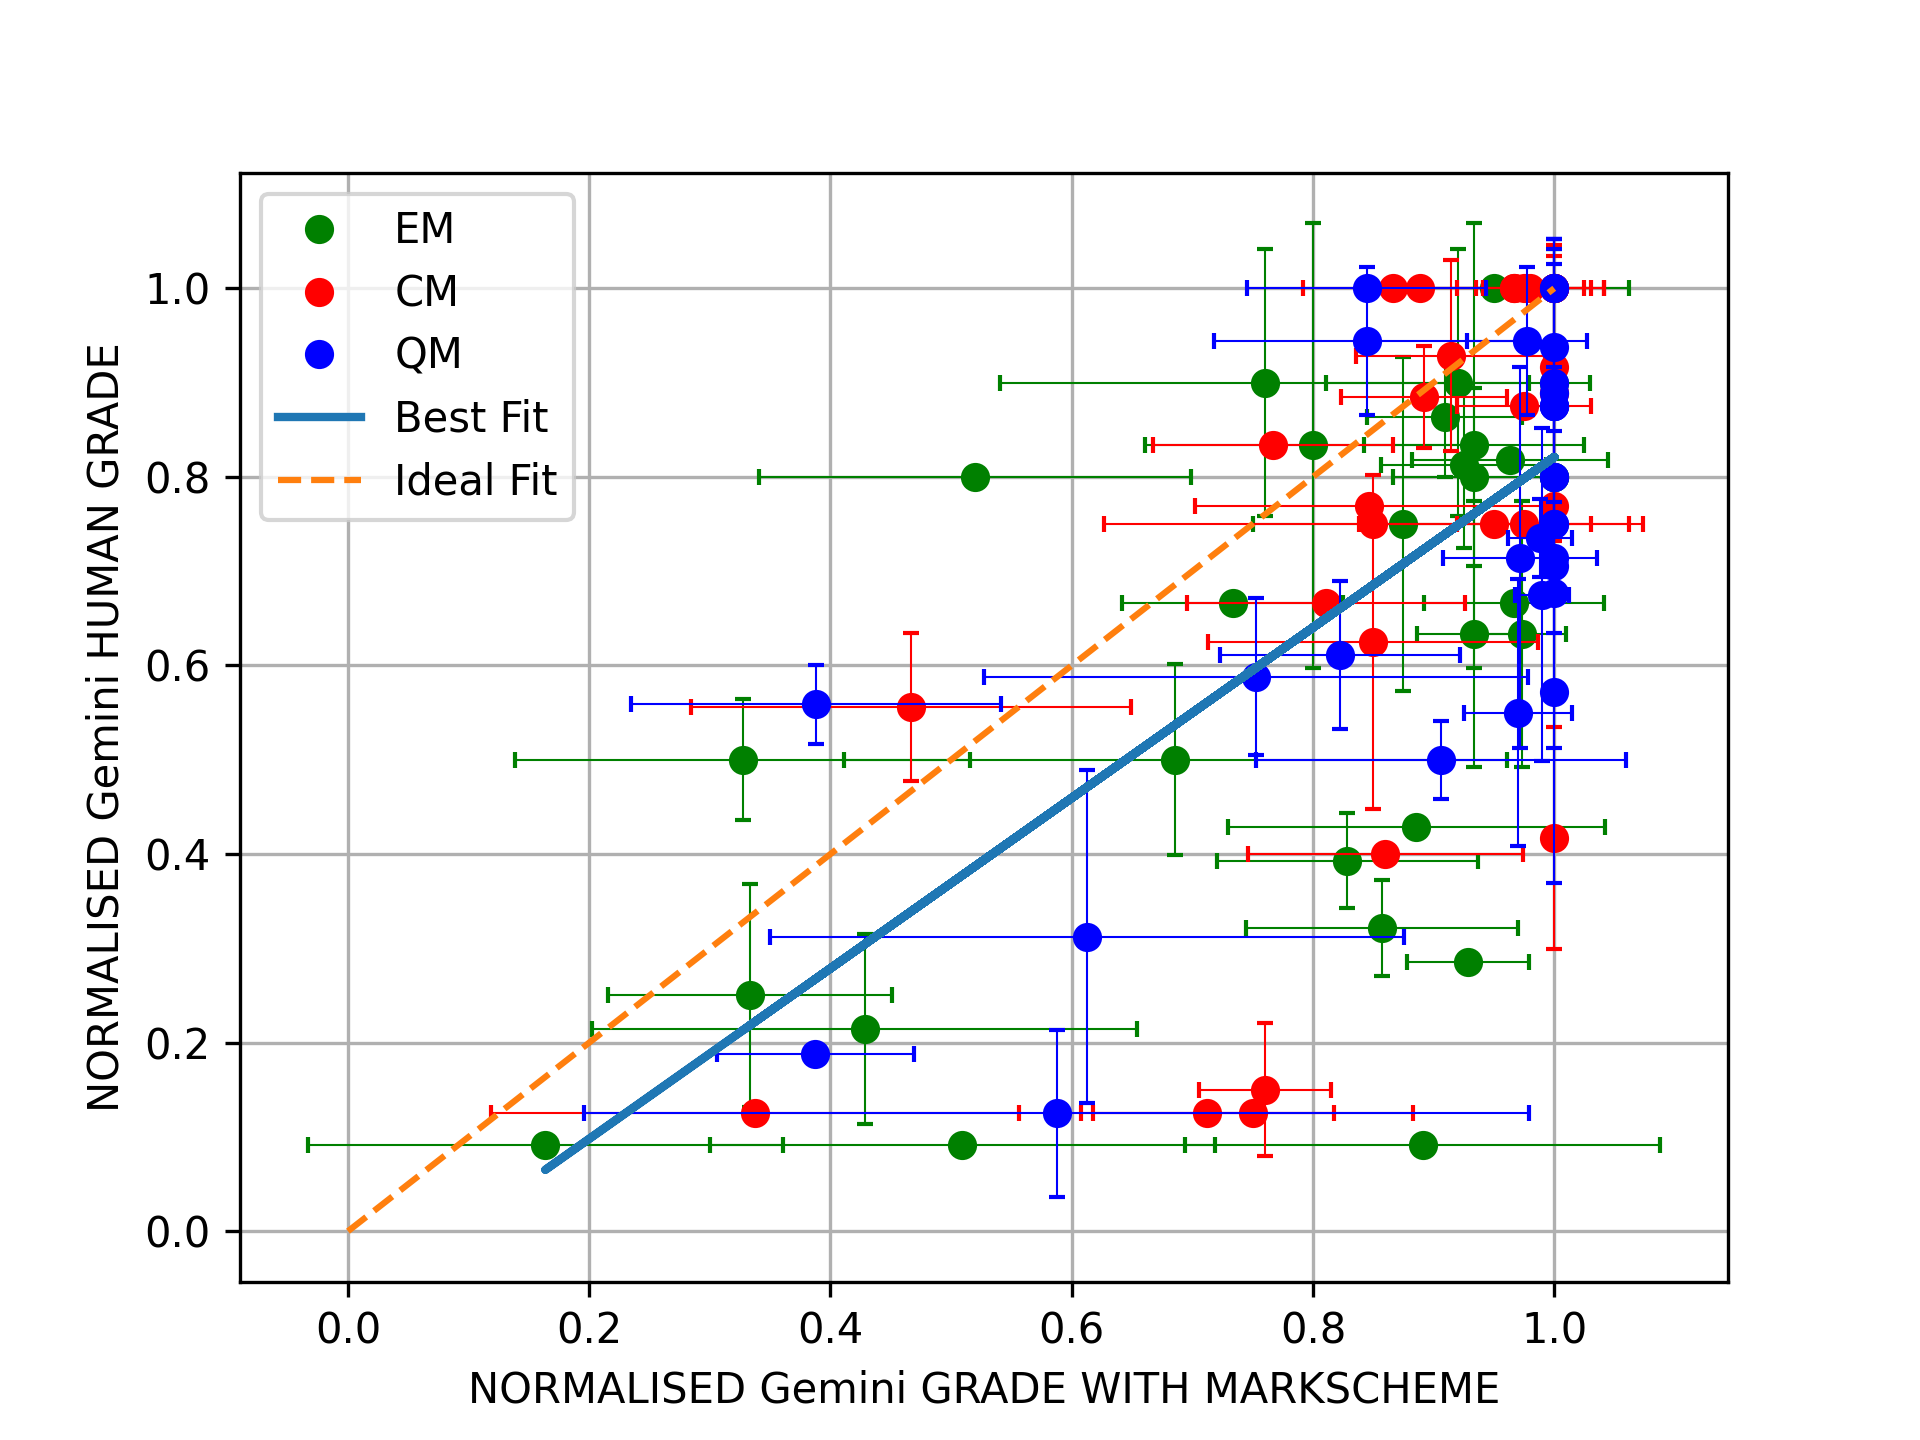 EM
CM
QM
Best Fit
Ideal Fit
1.0
0.8
0.6
0.4
0.2
0.0
NORMALISED Gemini HUMAN GRADE
0.0 0.2 0.4 0.6 0.8 1.0
NORMALISED Gemini GRADE WITH MARKSCHEME